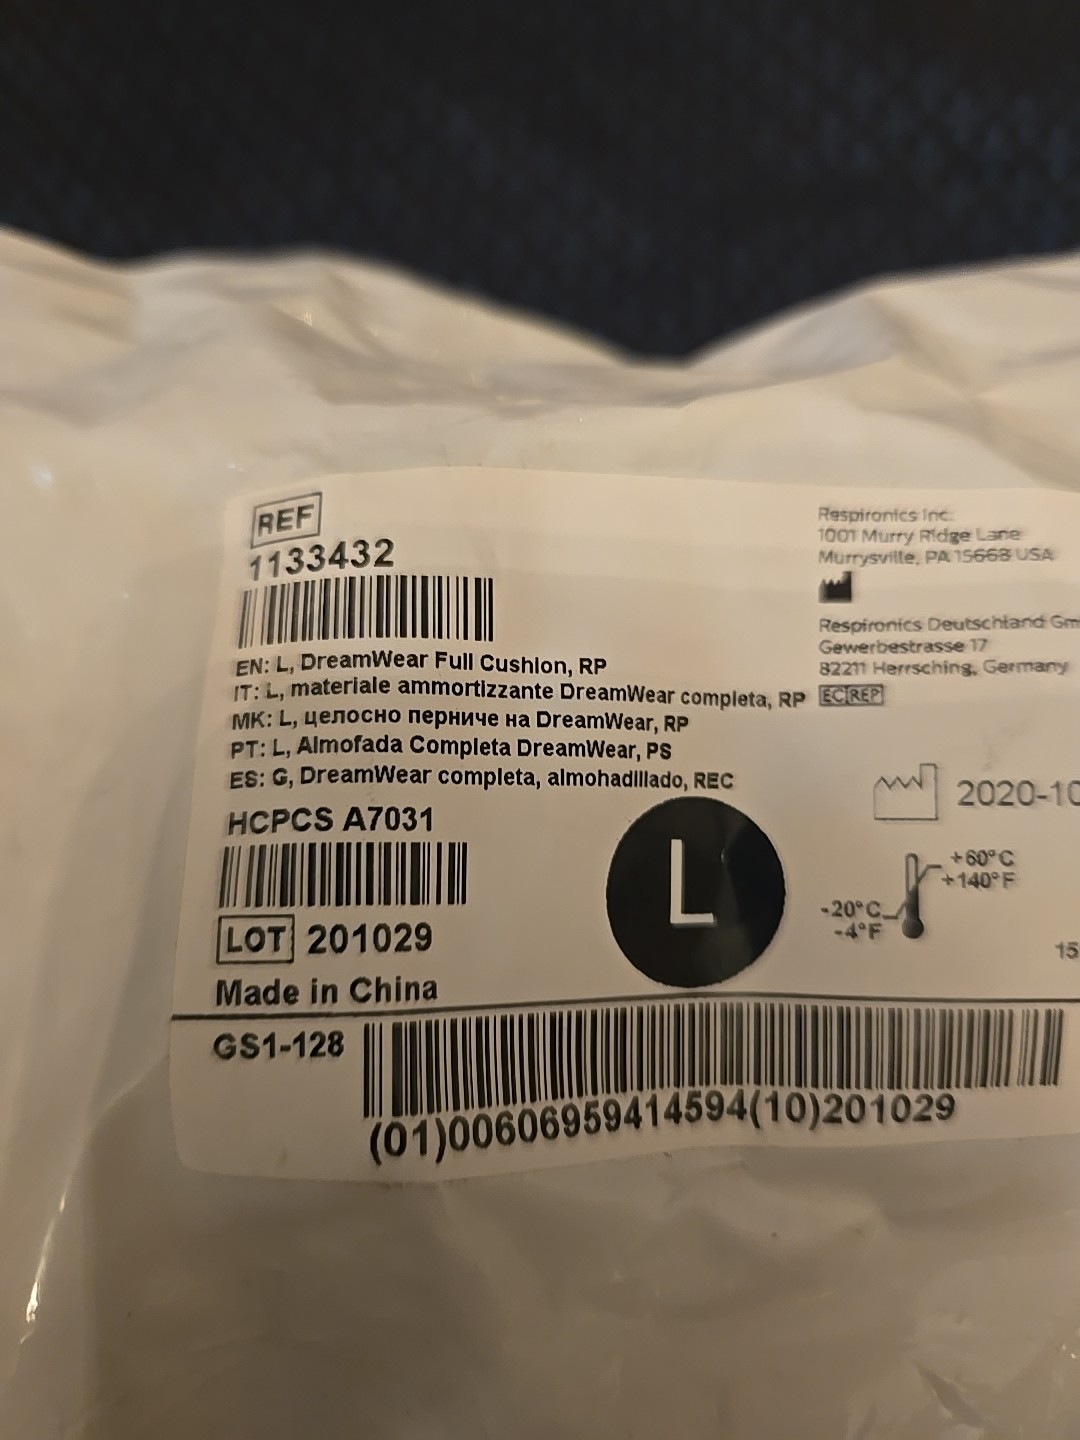 REF
1133432
EN: L, DreamWear Full Cushion, RP
IT: L, materiale ammortizzante DreamWear completa, RP
MK: L, целосно перниче на DreamWear, RP
PT: L, Almofada Completa DreamWear, PS
ES: G, DreamWear completa, almohadillado, REC
HCPCS A7031
LOT 201029
Made in China
Respironics Inc.
1001 Murry Ridge Lane
Murrysville, PA 15668 USA
Respironics Deutschland
Gewerbestrasse 17
82211 Herrsching, Germany
EC REP
2020-10
+60°C
+140°F
-20°C
-4°F
L
GS1-128
(01)00606959414594(10)201029